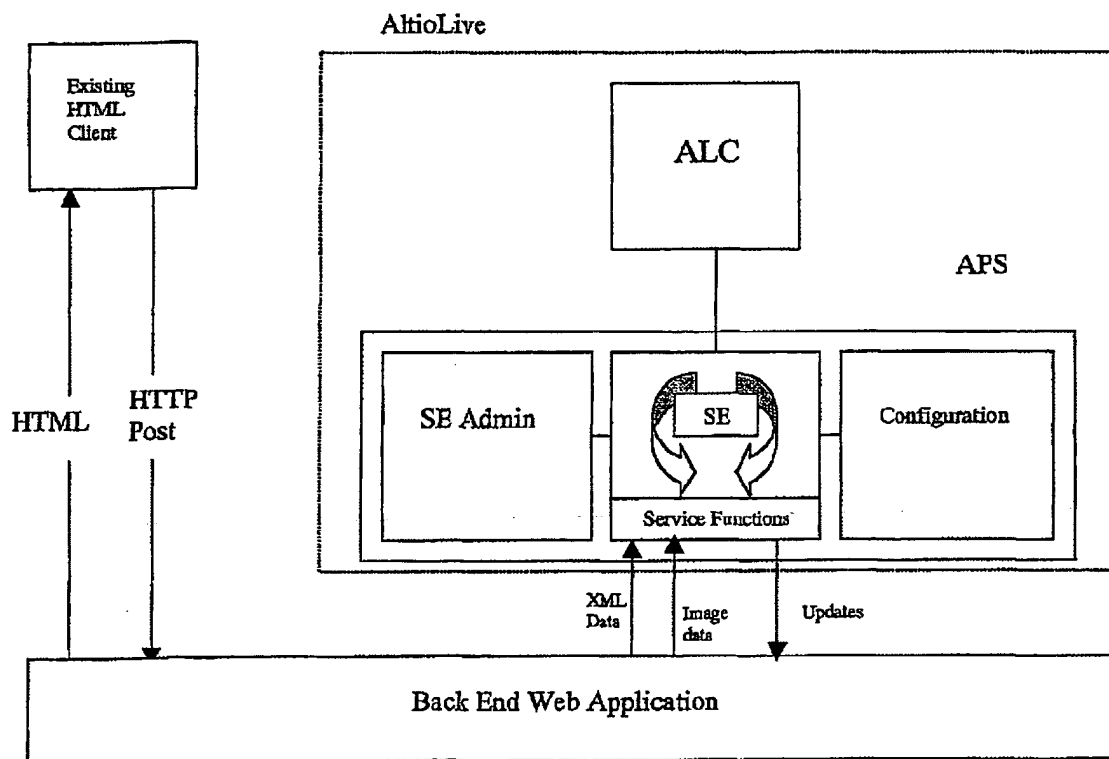 AltioLive
Existing
HTML
Client
ALC
APS
HTML
HTTP
Post
SE Admin
SE
Configuration
Service Functions
XML
Data
Image
data
Updates
Back End Web Application